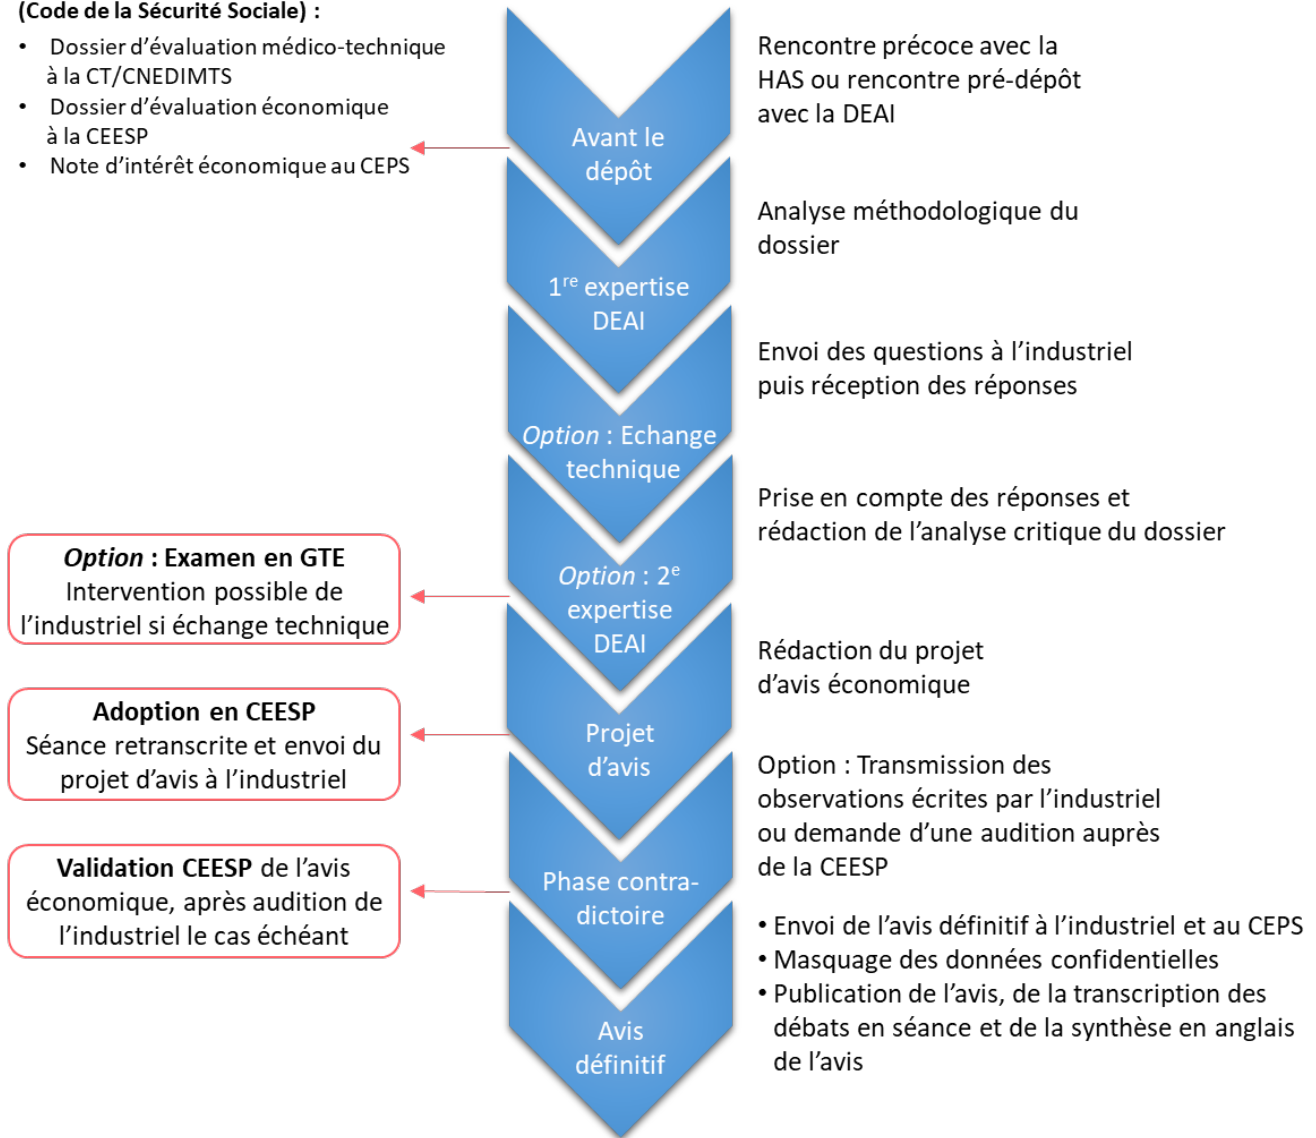 (Code de la Sécurité Sociale) :
• Dossier d’évaluation médico-technique
à la CT/CNEDIMTS
• Dossier d’évaluation économique
à la CEESP
• Note d’intérêt économique au CEPS
Avant le
dépôt
Rencontre précoce avec la
HAS ou rencontre pré-dépôt
avec la DEAI
1re expertise
DEAI
Analyse méthodologique du
dossier
Option : Echange
technique
Envoi des questions à l’industriel
puis réception des réponses
Option : Examen en GTE
Intervention possible de
l’industriel si échange technique
Option : 2e
expertise
DEAI
Prise en compte des réponses et
rédaction de l’analyse critique du dossier
Adoption en CEESP
Séance retranscrite et envoi du
projet d’avis à l’industriel
Projet
d’avis
Rédaction du projet
d’avis économique
Validation CEESP de l’avis
économique, après audition de
l’industriel le cas échéant
Phase contra-
dictoire
Option : Transmission des
observations écrites par l’industriel
ou demande d’une audition auprès
de la CEESP
Avis
définitif
• Envoi de l’avis définitif à l’industriel et au CEPS
• Masquage des données confidentielles
• Publication de l’avis, de la transcription des
débats en séance et de la synthèse en anglais
de l’avis